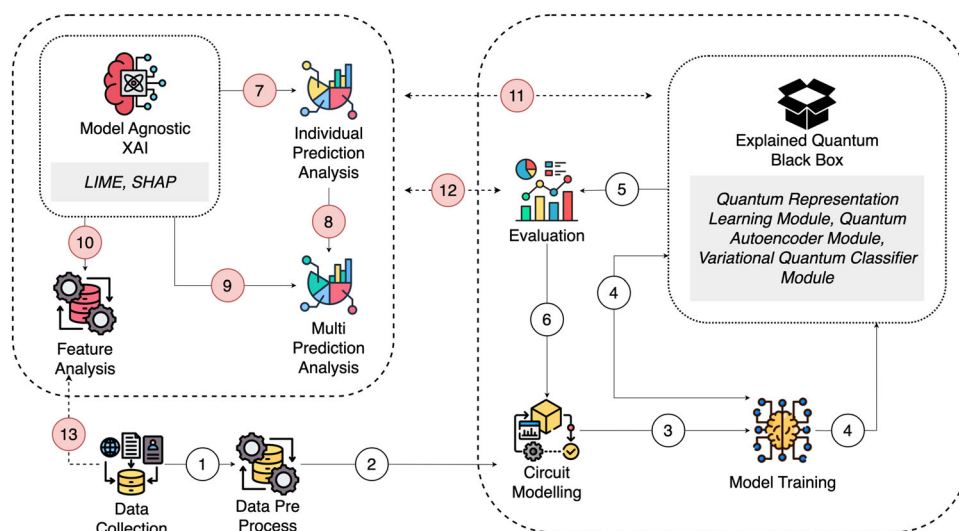 Model Agnostic
XAI
LIME, SHAP
7
Individual
Prediction
Analysis
8
9
Multi
Prediction
Analysis
10
Feature
Analysis
13
Data
Collection
1
Data Pre
Process
2
11
12
Evaluation
5
Explained Quantum
Black Box
Quantum Representation
Learning Module, Quantum
Autoencoder Module,
Variational Quantum Classifier
Module
6
4
Circuit
Modelling
3
Model Training
4